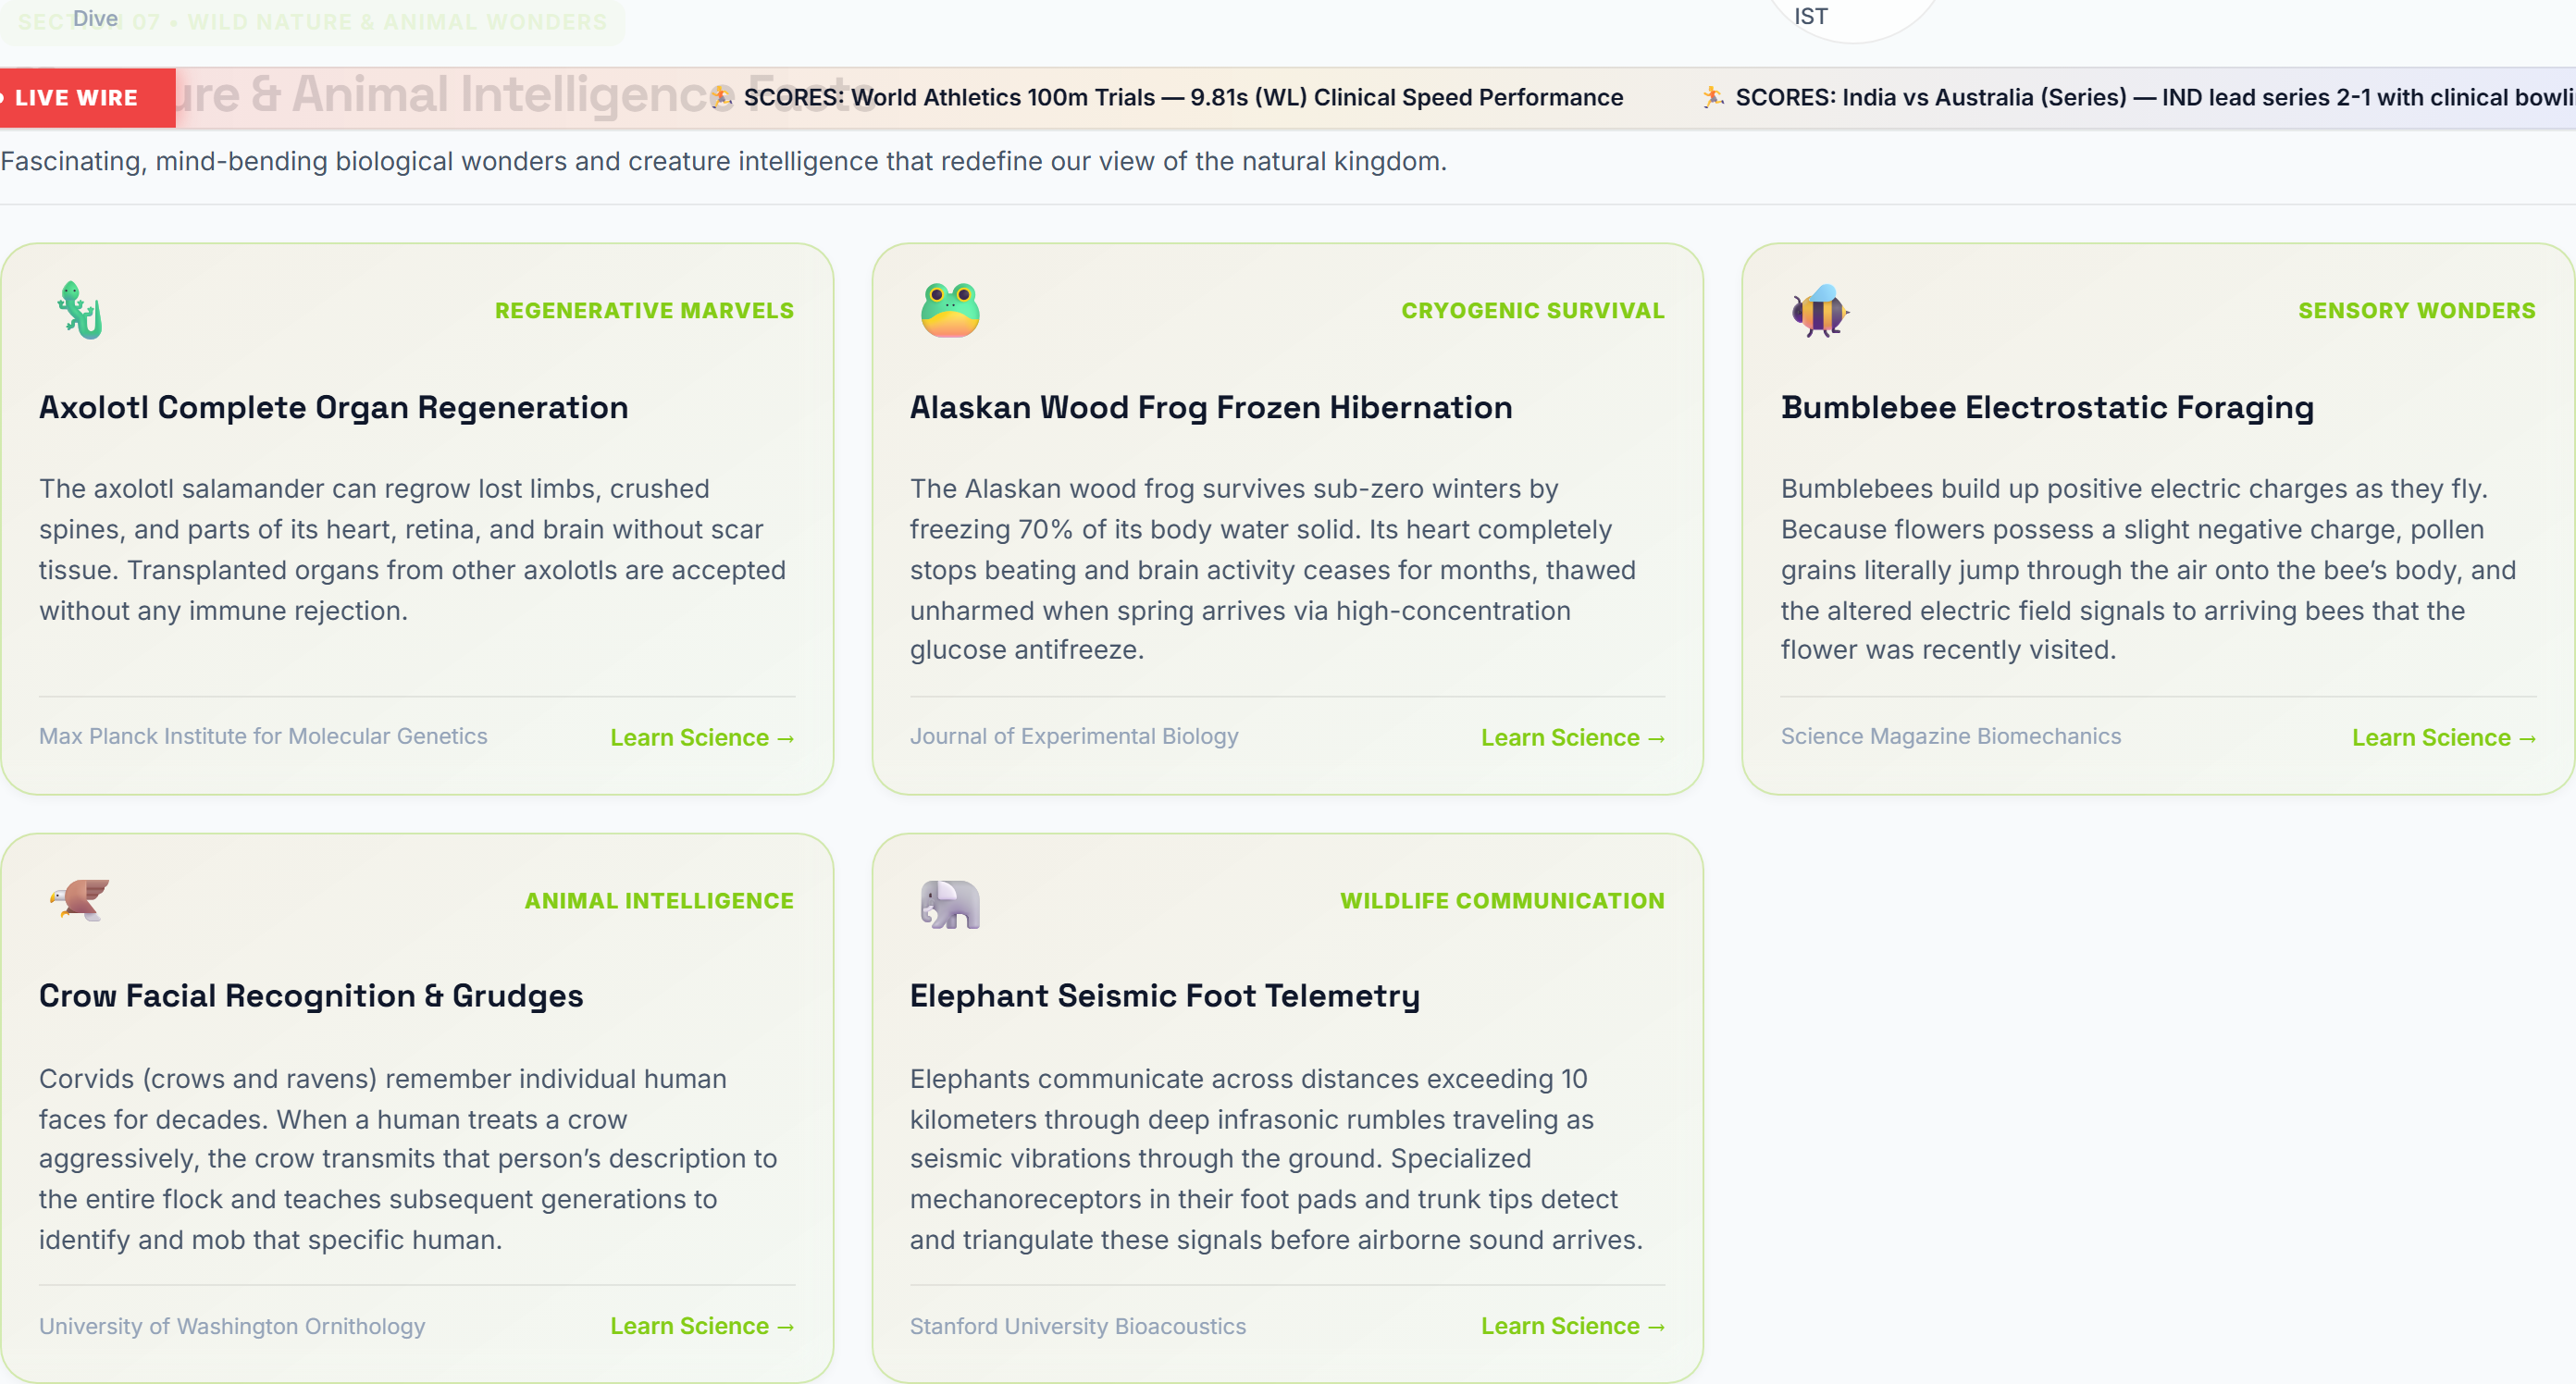 Dive
SECTION 07 • WILD NATURE & ANIMAL WONDERS
IST
LIVE WIRE
ure & Animal Intelligence Facts
SCORES: World Athletics 100m Trials — 9.81s (WL) Clinical Speed Performance
SCORES: India vs Australia (Series) — IND lead series 2-1 with clinical bowli
Fascinating, mind-bending biological wonders and creature intelligence that redefine our view of the natural kingdom.
REGENERATIVE MARVELS
Axolotl Complete Organ Regeneration
The axolotl salamander can regrow lost limbs, crushed
spines, and parts of its heart, retina, and brain without scar
tissue. Transplanted organs from other axolotls are accepted
without any immune rejection.
Max Planck Institute for Molecular Genetics
Learn Science →
CRYOGENIC SURVIVAL
Alaskan Wood Frog Frozen Hibernation
The Alaskan wood frog survives sub-zero winters by
freezing 70% of its body water solid. Its heart completely
stops beating and brain activity ceases for months, thawed
unharmed when spring arrives via high-concentration
glucose antifreeze.
Journal of Experimental Biology
Learn Science →
SENSORY WONDERS
Bumblebee Electrostatic Foraging
Bumblebees build up positive electric charges as they fly.
Because flowers possess a slight negative charge, pollen
grains literally jump through the air onto the bee’s body, and
the altered electric field signals to arriving bees that the
flower was recently visited.
Science Magazine Biomechanics
Learn Science →
ANIMAL INTELLIGENCE
Crow Facial Recognition & Grudges
Corvids (crows and ravens) remember individual human
faces for decades. When a human treats a crow
aggressively, the crow transmits that person’s description to
the entire flock and teaches subsequent generations to
identify and mob that specific human.
University of Washington Ornithology
Learn Science →
WILDLIFE COMMUNICATION
Elephant Seismic Foot Telemetry
Elephants communicate across distances exceeding 10
kilometers through deep infrasonic rumbles traveling as
seismic vibrations through the ground. Specialized
mechanoreceptors in their foot pads and trunk tips detect
and triangulate these signals before airborne sound arrives.
Stanford University Bioacoustics
Learn Science →